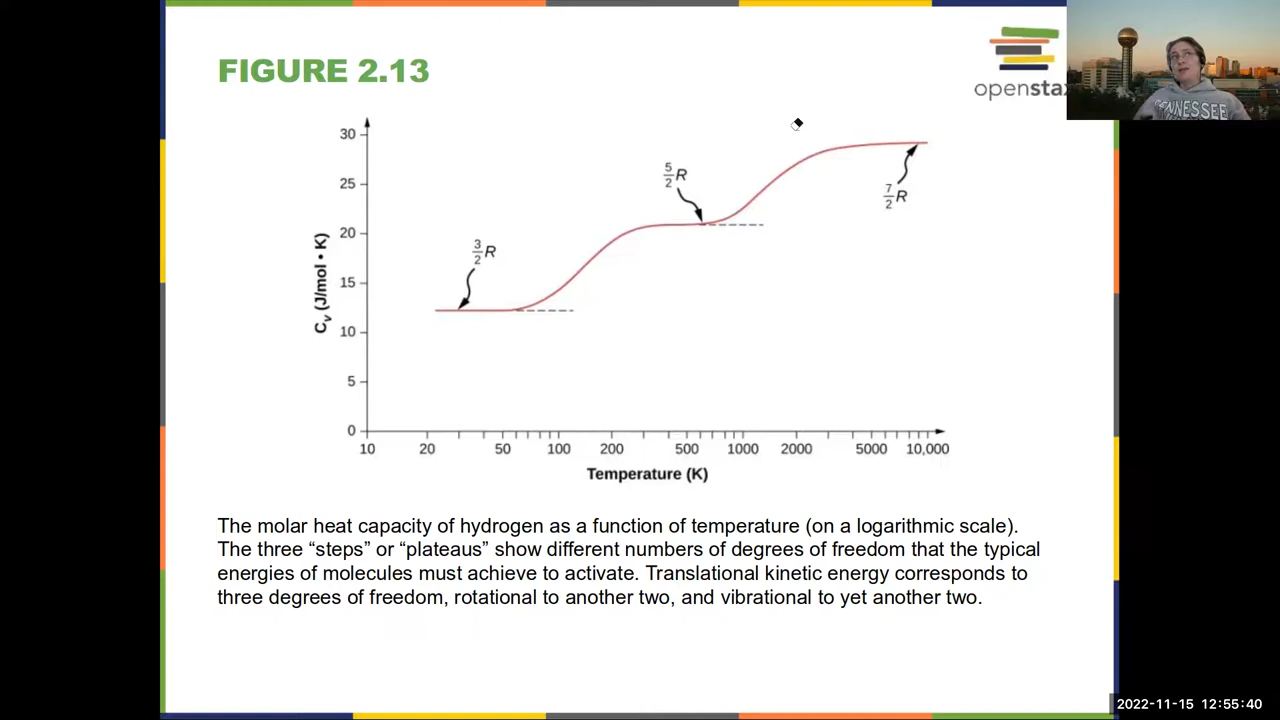 FIGURE 2.13
openstax
TENNESSEE
30
25
20
15
10
5
0
C_v (J/mol • K)
3/2 R
5/2 R
7/2 R
10 20 50 100 200 500 1000 2000 5000 10,000
Temperature (K)
The molar heat capacity of hydrogen as a function of temperature (on a logarithmic scale).
The three “steps” or “plateaus” show different numbers of degrees of freedom that the typical
energies of molecules must achieve to activate. Translational kinetic energy corresponds to
three degrees of freedom, rotational to another two, and vibrational to yet another two.
2022-11-15 12:55:40